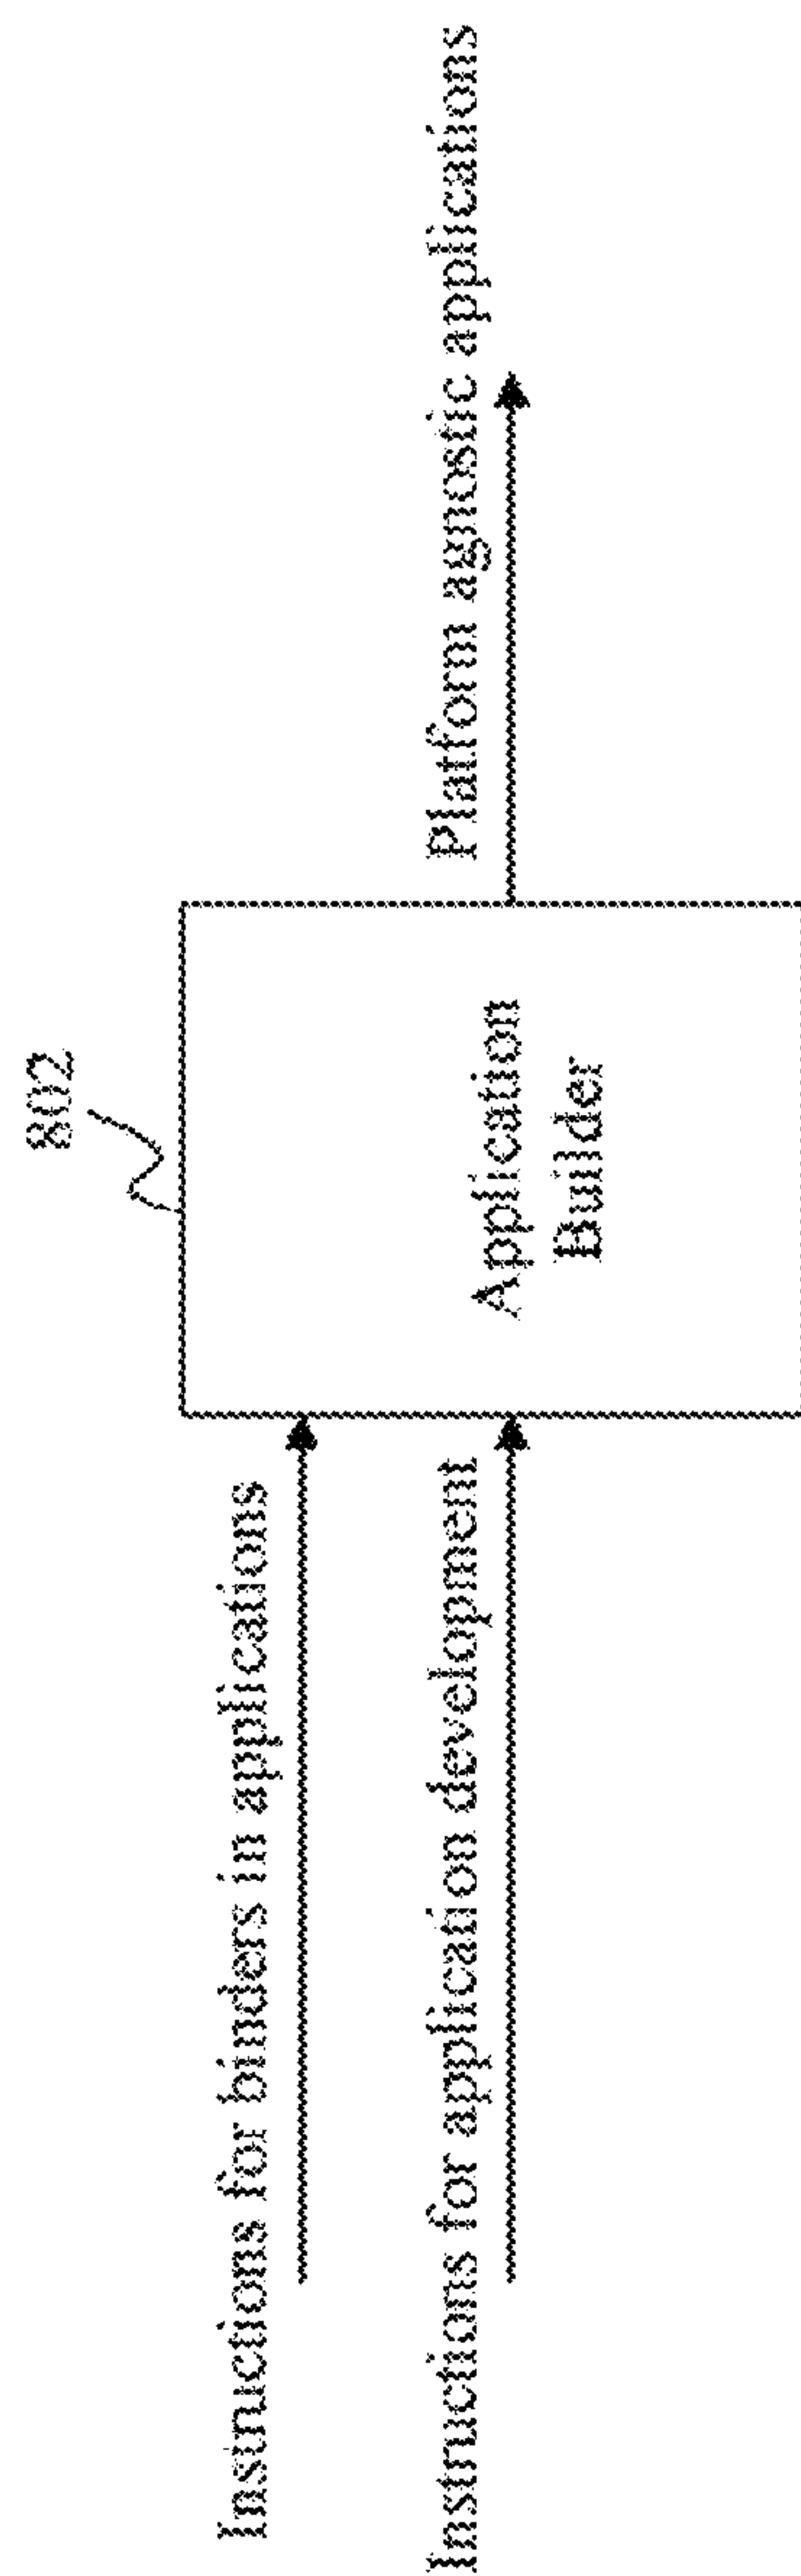 802
Instructions for binders in applications
Instructions for application development
Application
Builder
Platform agnostic applications